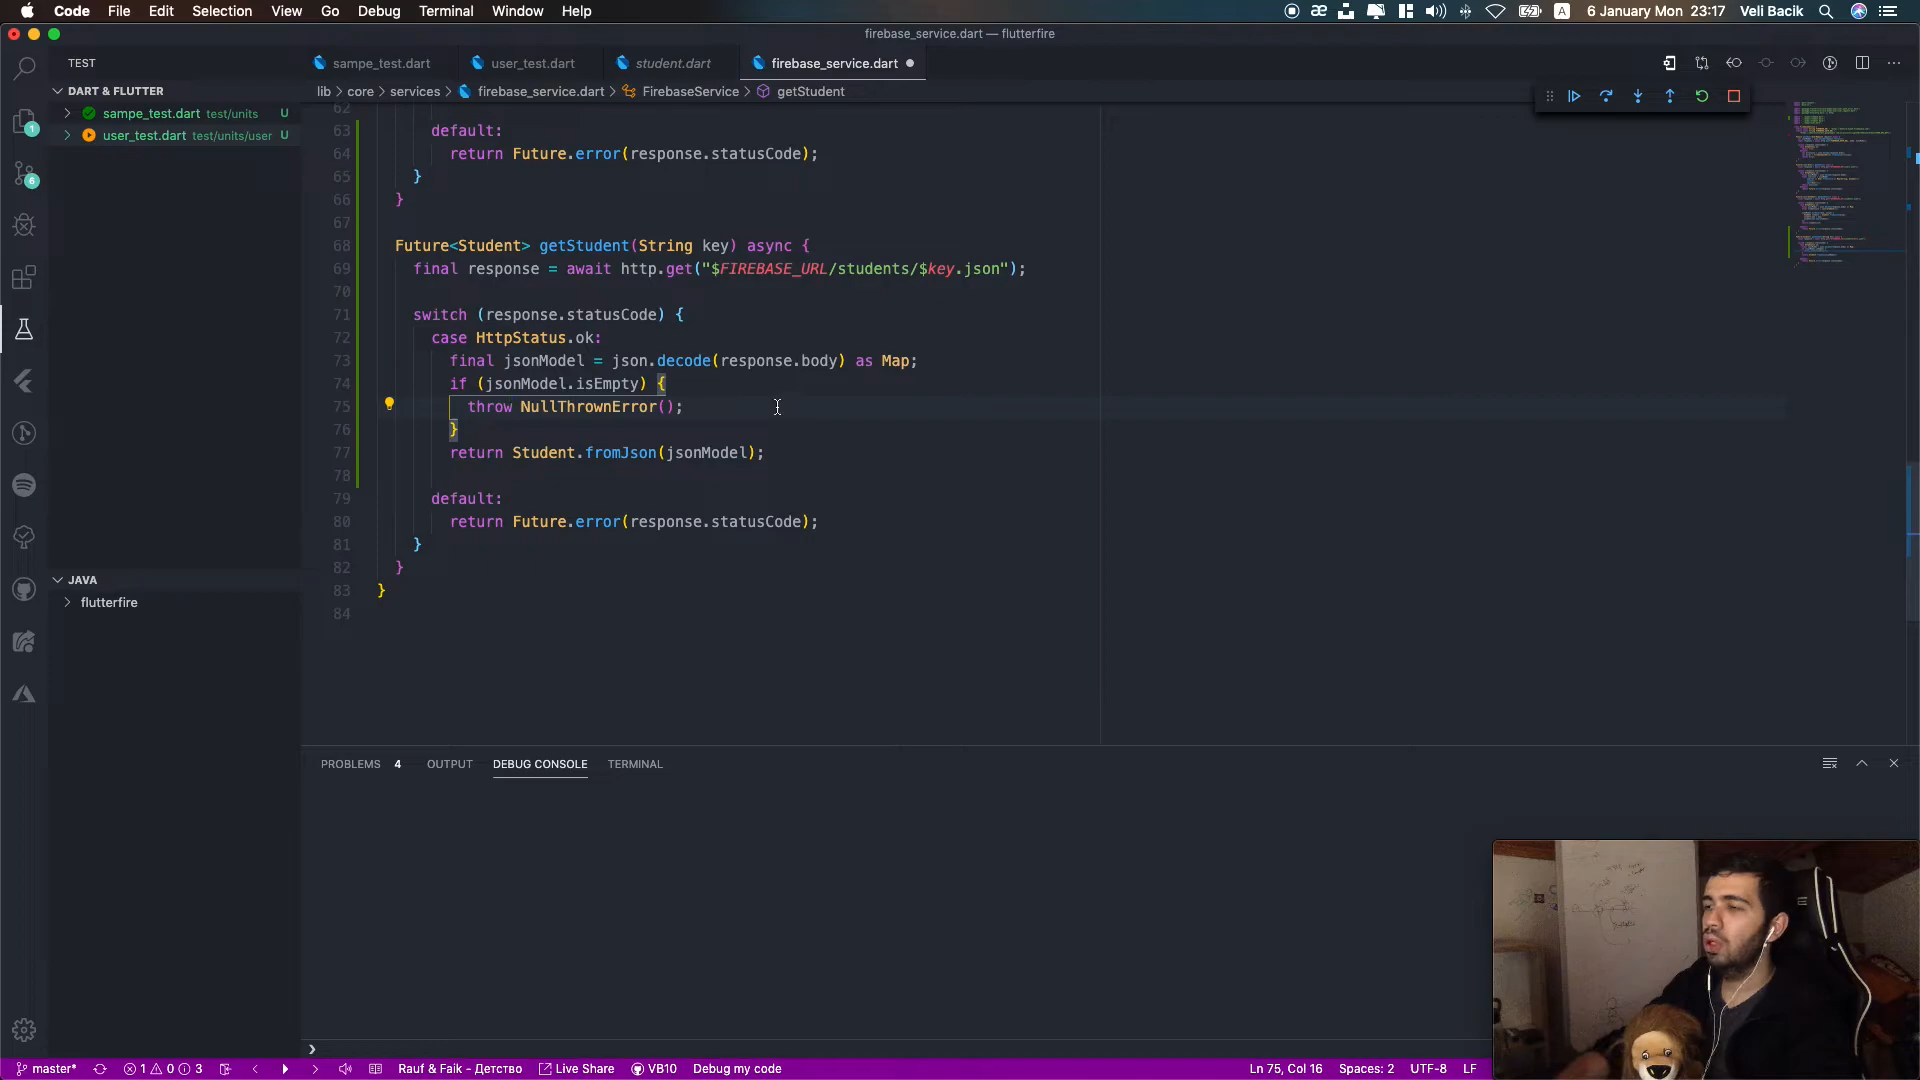 Code File Edit Selection View Go Debug Terminal Window Help
A 6 January Mon 23:17 Veli Bacik
firebase_service.dart — flutterfire
TEST
sampe_test.dart user_test.dart student.dart firebase_service.dart
DART & FLUTTER
lib > core > services > firebase_service.dart > FirebaseService > getStudent
sampe_test.dart test/units U
user_test.dart test/units/user U
1
6
JAVA
flutterfire
62
63 default:
64 return Future.error(response.statusCode);
65 }
66 }
67
68 Future<Student> getStudent(String key) async {
69 final response = await http.get("$FIREBASE_URL/students/$key.json");
70
71 switch (response.statusCode) {
72 case HttpStatus.ok:
73 final jsonModel = json.decode(response.body) as Map;
74 if (jsonModel.isEmpty) {
75 throw NullThrownError();
76 }
77 return Student.fromJson(jsonModel);
78
79 default:
80 return Future.error(response.statusCode);
81 }
82 }
83 }
84
PROBLEMS 4 OUTPUT DEBUG CONSOLE TERMINAL
master* 1 0 3 Rauf & Faik - Детство Live Share VB10 Debug my code Ln 75, Col 16 Spaces: 2 UTF-8 LF